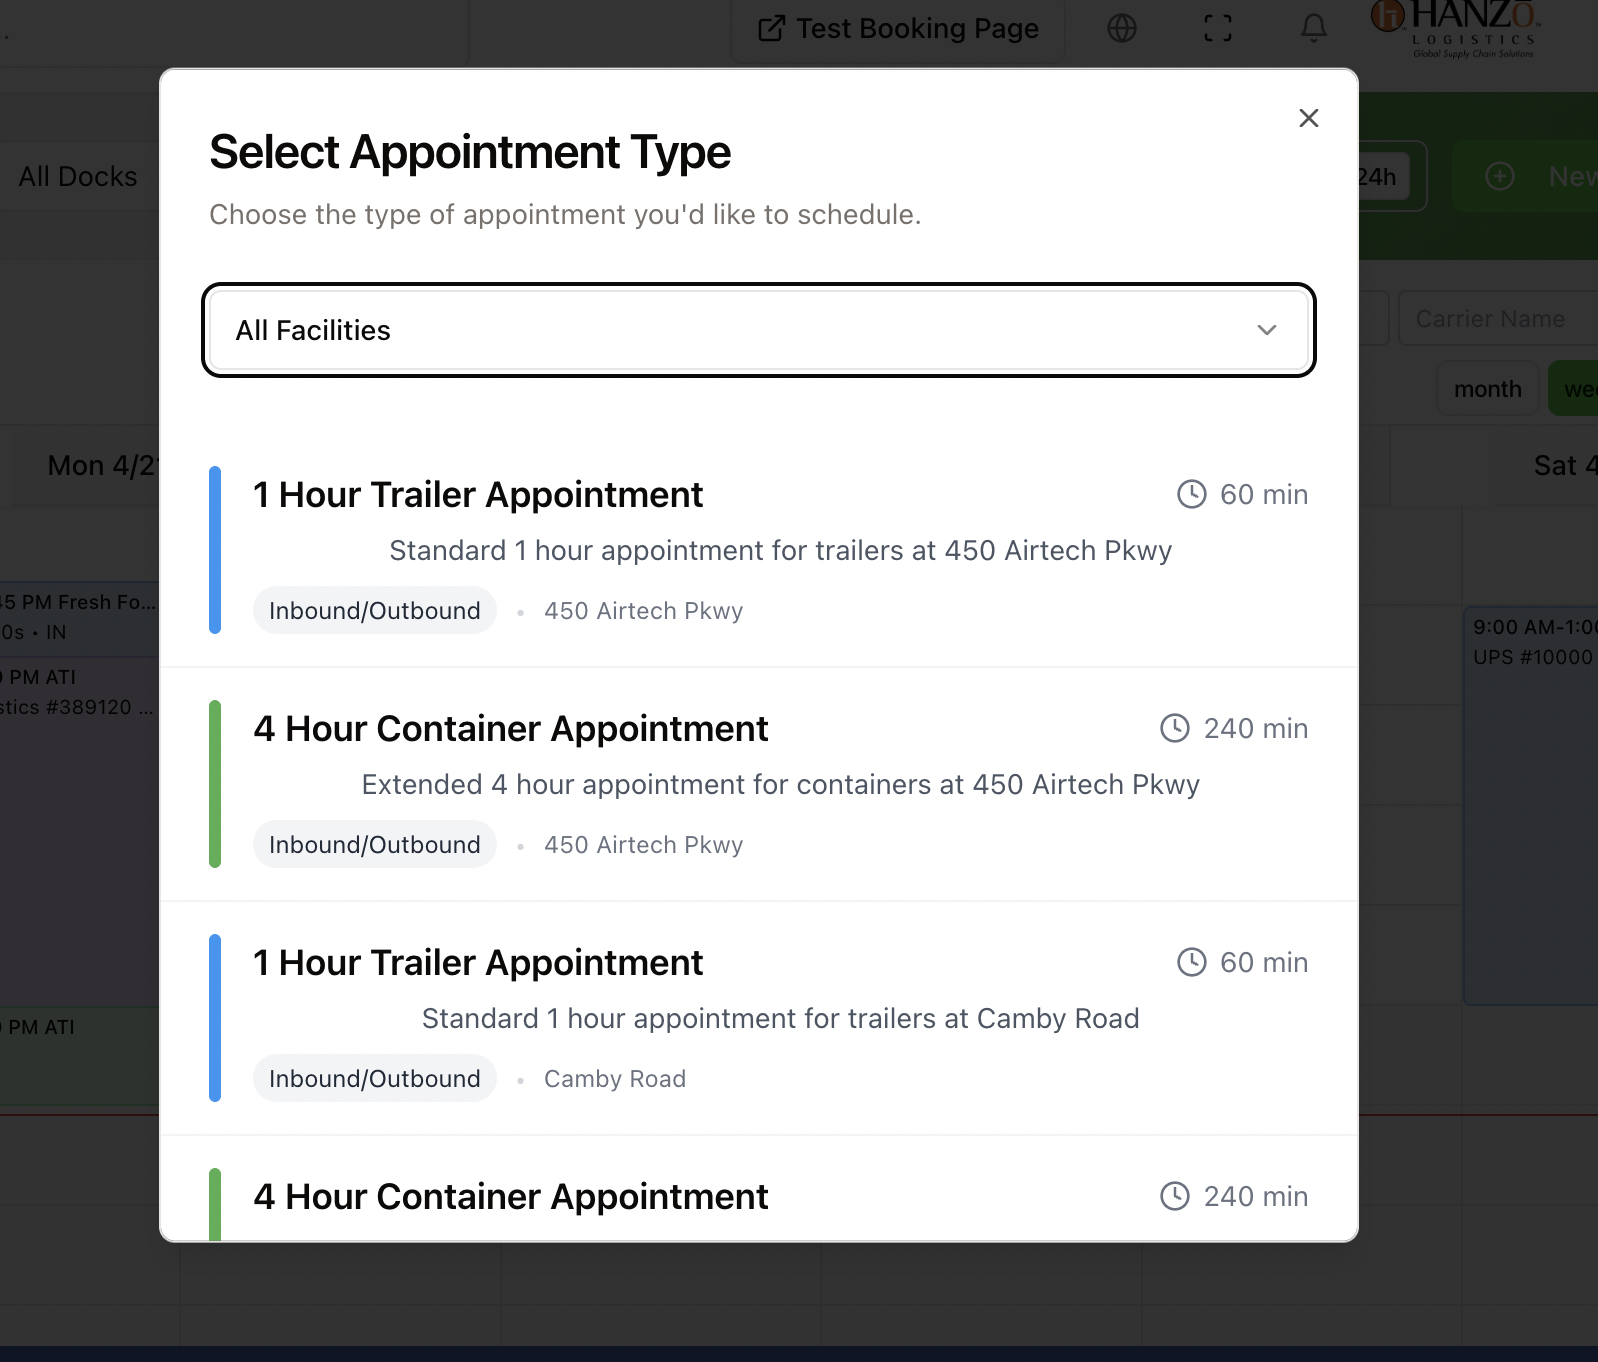 .
Test Booking Page
HANZO
LOGISTICS
Global Supply Chain Solutions
All Docks
24h
New
Select Appointment Type
Choose the type of appointment you'd like to schedule.
All Facilities
Carrier Name
month
wee
Mon 4/21
Sat 4
1 Hour Trailer Appointment
60 min
Standard 1 hour appointment for trailers at 450 Airtech Pkwy
Inbound/Outbound • 450 Airtech Pkwy
45 PM Fresh Fo...
0s • IN
PM ATI
stics #389120 ...
9:00 AM-1:00
UPS #10000
4 Hour Container Appointment
240 min
Extended 4 hour appointment for containers at 450 Airtech Pkwy
Inbound/Outbound • 450 Airtech Pkwy
1 Hour Trailer Appointment
60 min
Standard 1 hour appointment for trailers at Camby Road
Inbound/Outbound • Camby Road
PM ATI
4 Hour Container Appointment
240 min